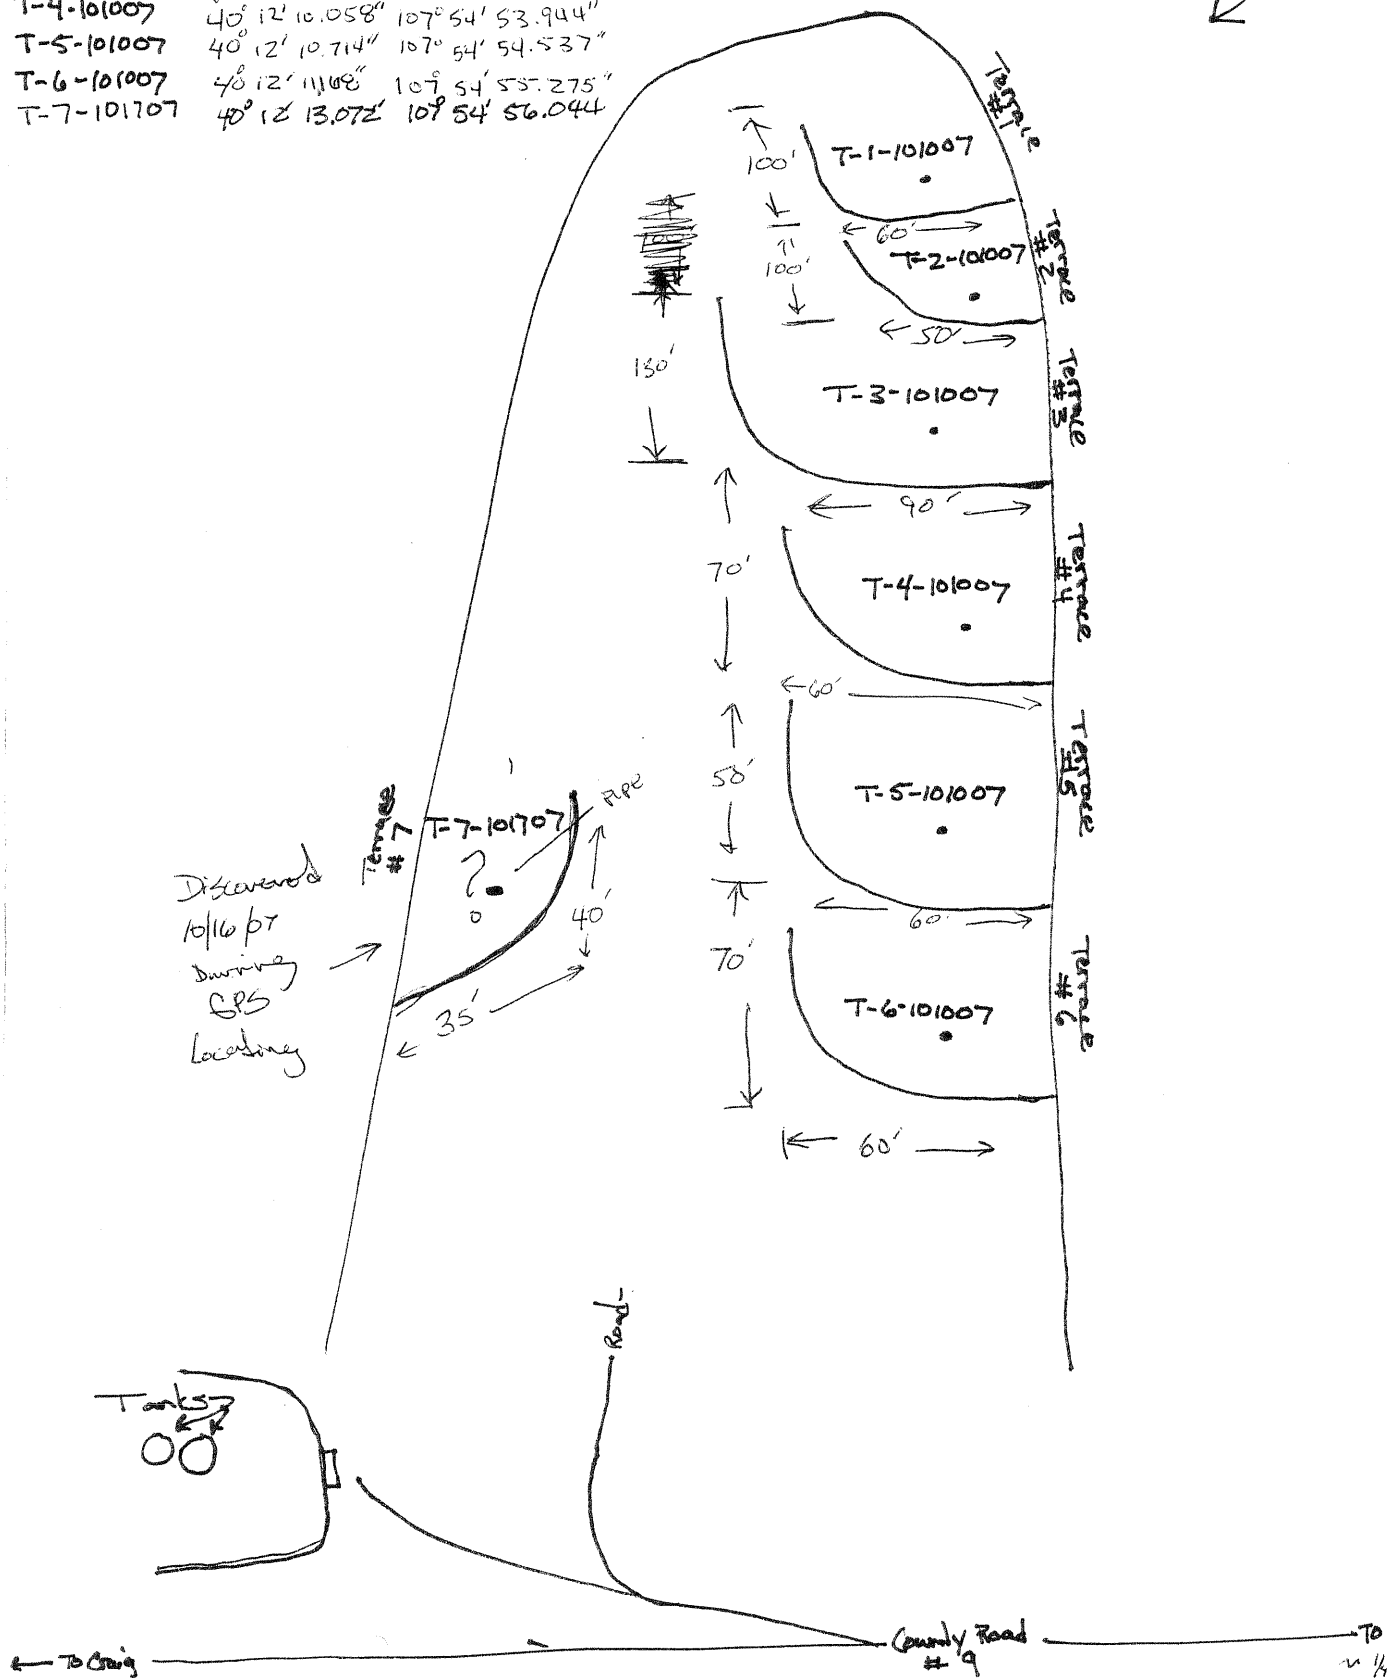 T-4-101007 40° 12' 10.058" 107° 54' 53.944"
T-5-101007 40° 12' 10.714" 107° 54' 54.537"
T-6-101007 40° 12' 11,168" 107° 54' 55.275"
T-7-101707 40° 12' 13.072' 107° 54' 56.044
Terrace
#1
T-1-101007
100'
60'
Terrace
#2
T-2-101007
100'
50'
130'
Terrace
#3
T-3-101007
90'
Terrace
#4
T-4-101007
70'
60'
Terrace
#5
T-5-101007
50'
60'
Terrace
#7
T-7-101707
PIPE
?
40'
35'
Discovered
10/16/07
During
GPS
Locating
Terrace
#6
T-6-101007
70'
60'
Road
Tanks
County Road
# 9
To Craig
To